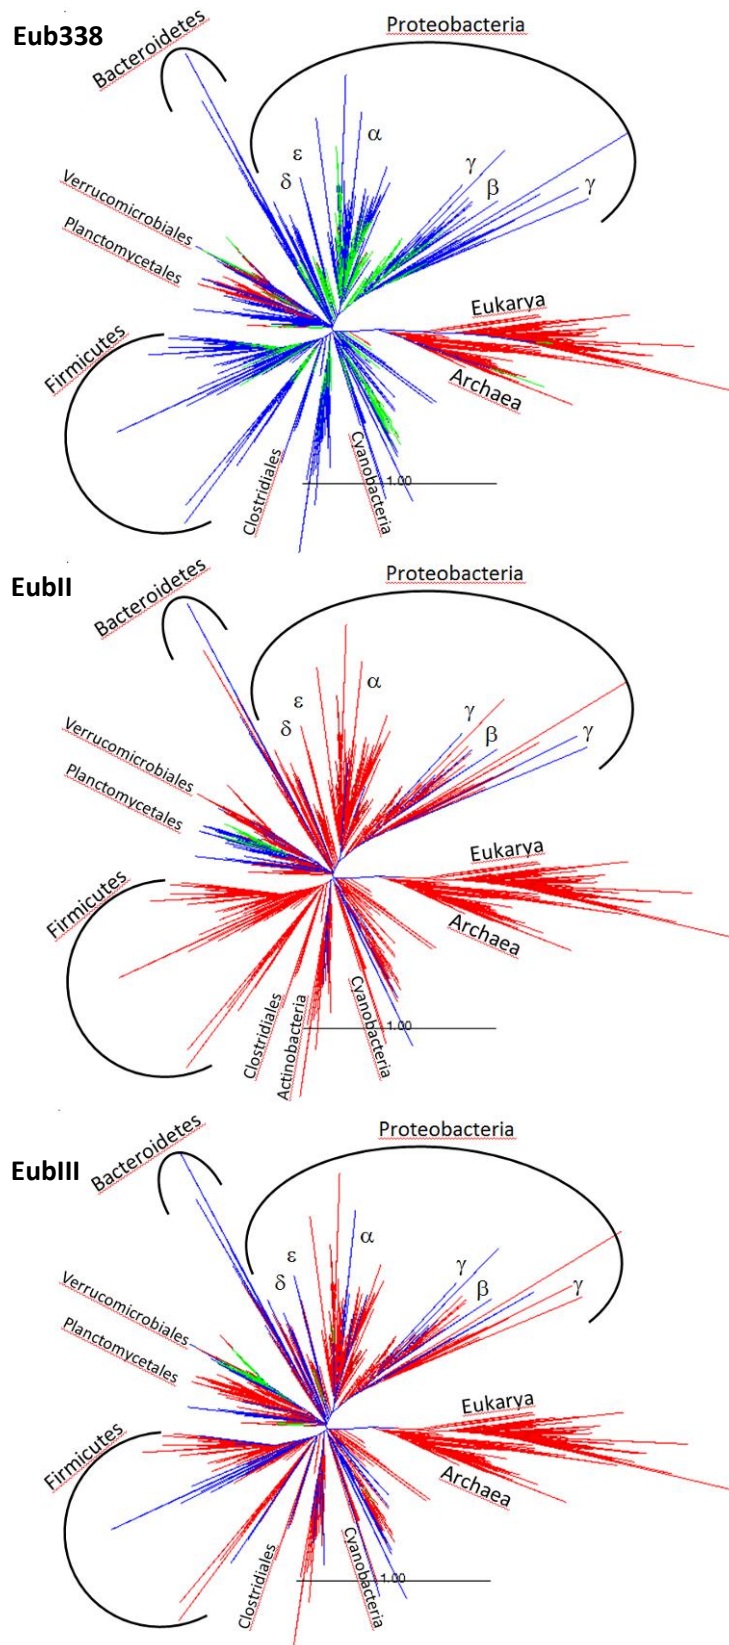 Eub338
Proteobacteria
Bacteroidetes
ε
α
δ
γ
β
γ
Verrucomicrobiales
Planctomycetales
Eukarya
Firmicutes
Archaea
Clostridiales
Cyanobacteria
1.00
EubII
Proteobacteria
Bacteroidetes
ε
α
δ
γ
β
γ
Verrucomicrobiales
Planctomycetales
Eukarya
Firmicutes
Archaea
Clostridiales
Actinobacteria
Cyanobacteria
1.00
EubIII
Proteobacteria
Bacteroidetes
ε
α
δ
γ
β
γ
Verrucomicrobiales
Planctomycetales
Eukarya
Firmicutes
Archaea
Clostridiales
Cyanobacteria
1.00